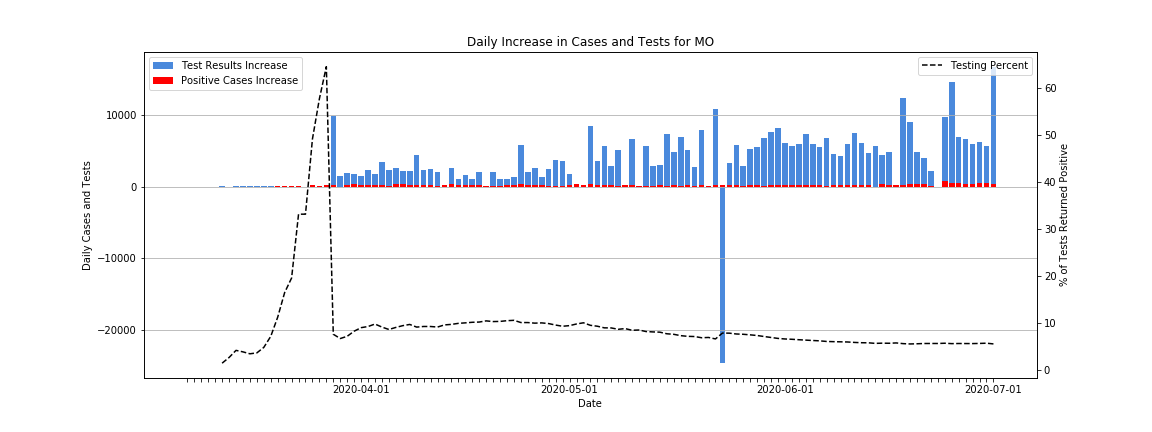 Daily Increase in Cases and Tests for MO
Test Results Increase
Positive Cases Increase
Testing Percent
10000
0
−10000
−20000
Daily Cases and Tests
60
50
40
30
20
10
0
% of Tests Returned Positive
2020-04-01
2020-05-01
2020-06-01
2020-07-01
Date